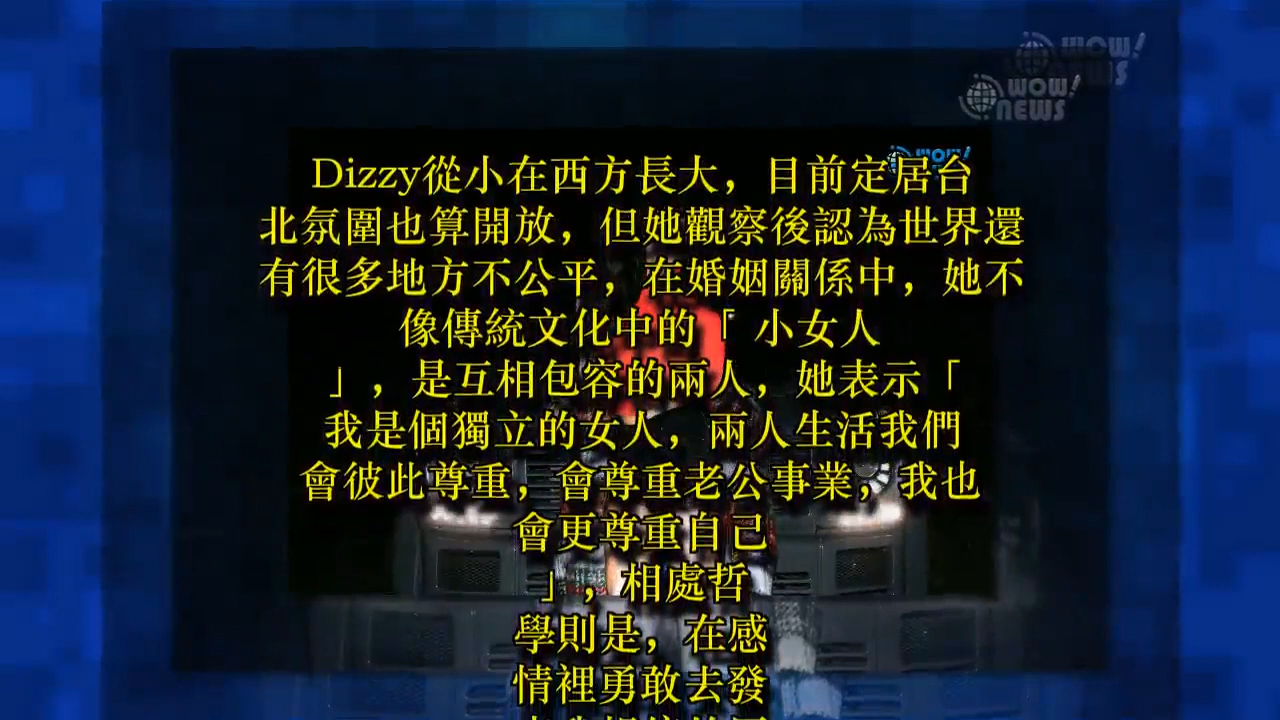 WOW!
NEWS
WOW!
NEWS
WOW!
Dizzy從小在西方長大，目前定居台
北氛圍也算開放，但她觀察後認為世界還
有很多地方不公平，在婚姻關係中，她不
像傳統文化中的「 小女人
」，是互相包容的兩人，她表示「
我是個獨立的女人，兩人生活我們
會彼此尊重，會尊重老公事業，我也
會更尊重自己
」，相處哲
學則是，在感
情裡勇敢去發